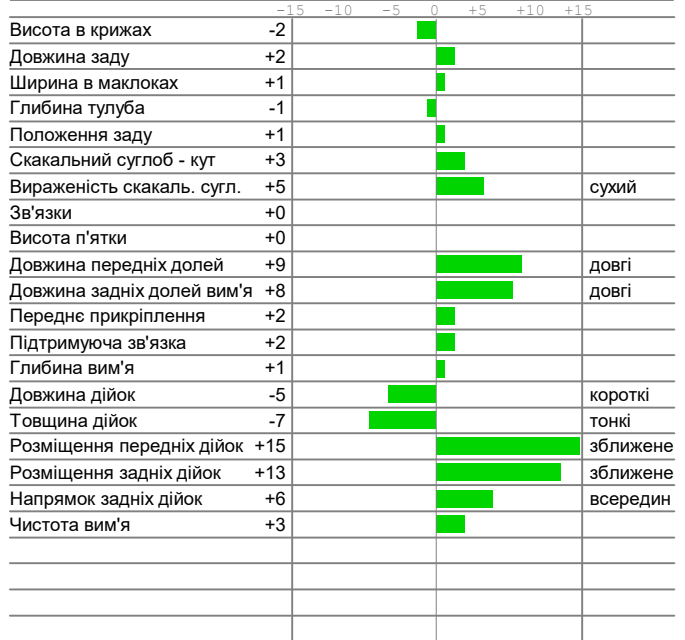 -15 -10 -5 0 +5 +10 +15
Висота в крижах -2
Довжина заду +2
Ширина в маклоках +1
Глибина тулуба -1
Положення заду +1
Скакальний суглоб - кут +3
Вираженість скакаль. сугл. +5 сухий
Зв'язки +0
Висота п'ятки +0
Довжина передніх долей +9 довгі
Довжина задніх долей вим'я +8 довгі
Переднє прикріплення +2
Підтримуюча зв'язка +2
Глибина вим'я +1
Довжина дійок -5 короткі
Товщина дійок -7 тонкі
Розміщення передніх дійок +15 зближене
Розміщення задніх дійок +13 зближене
Напрямок задніх дійок +6 всередин
Чистота вим'я +3